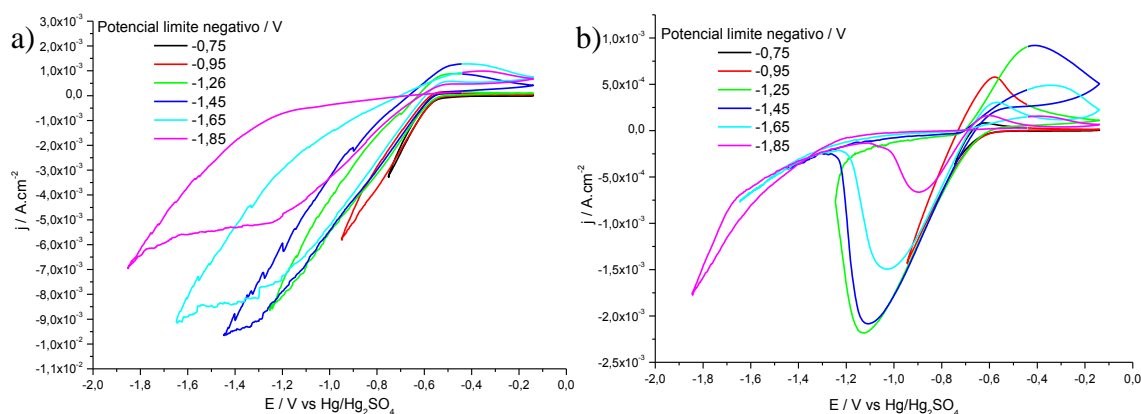 a)
Potencial limite negativo / V
-0,75
-0,95
-1,26
-1,45
-1,65
-1,85
3,0x10⁻³
2,0x10⁻³
1,0x10⁻³
0,0
-1,0x10⁻³
-2,0x10⁻³
-3,0x10⁻³
-4,0x10⁻³
-5,0x10⁻³
-6,0x10⁻³
-7,0x10⁻³
-8,0x10⁻³
-9,0x10⁻³
-1,0x10⁻²
-1,1x10⁻²
j / A.cm⁻²
-2,0 -1,8 -1,6 -1,4 -1,2 -1,0 -0,8 -0,6 -0,4 -0,2 0,0
E / V vs Hg/Hg₂SO₄
b)
Potencial limite negativo / V
-0,75
-0,95
-1,25
-1,45
-1,65
-1,85
1,0x10⁻³
5,0x10⁻⁴
0,0
-5,0x10⁻⁴
-1,0x10⁻³
-1,5x10⁻³
-2,0x10⁻³
-2,5x10⁻³
j / A.cm⁻²
-2,0 -1,8 -1,6 -1,4 -1,2 -1,0 -0,8 -0,6 -0,4 -0,2 0,0
E / V vs Hg/Hg₂SO₄